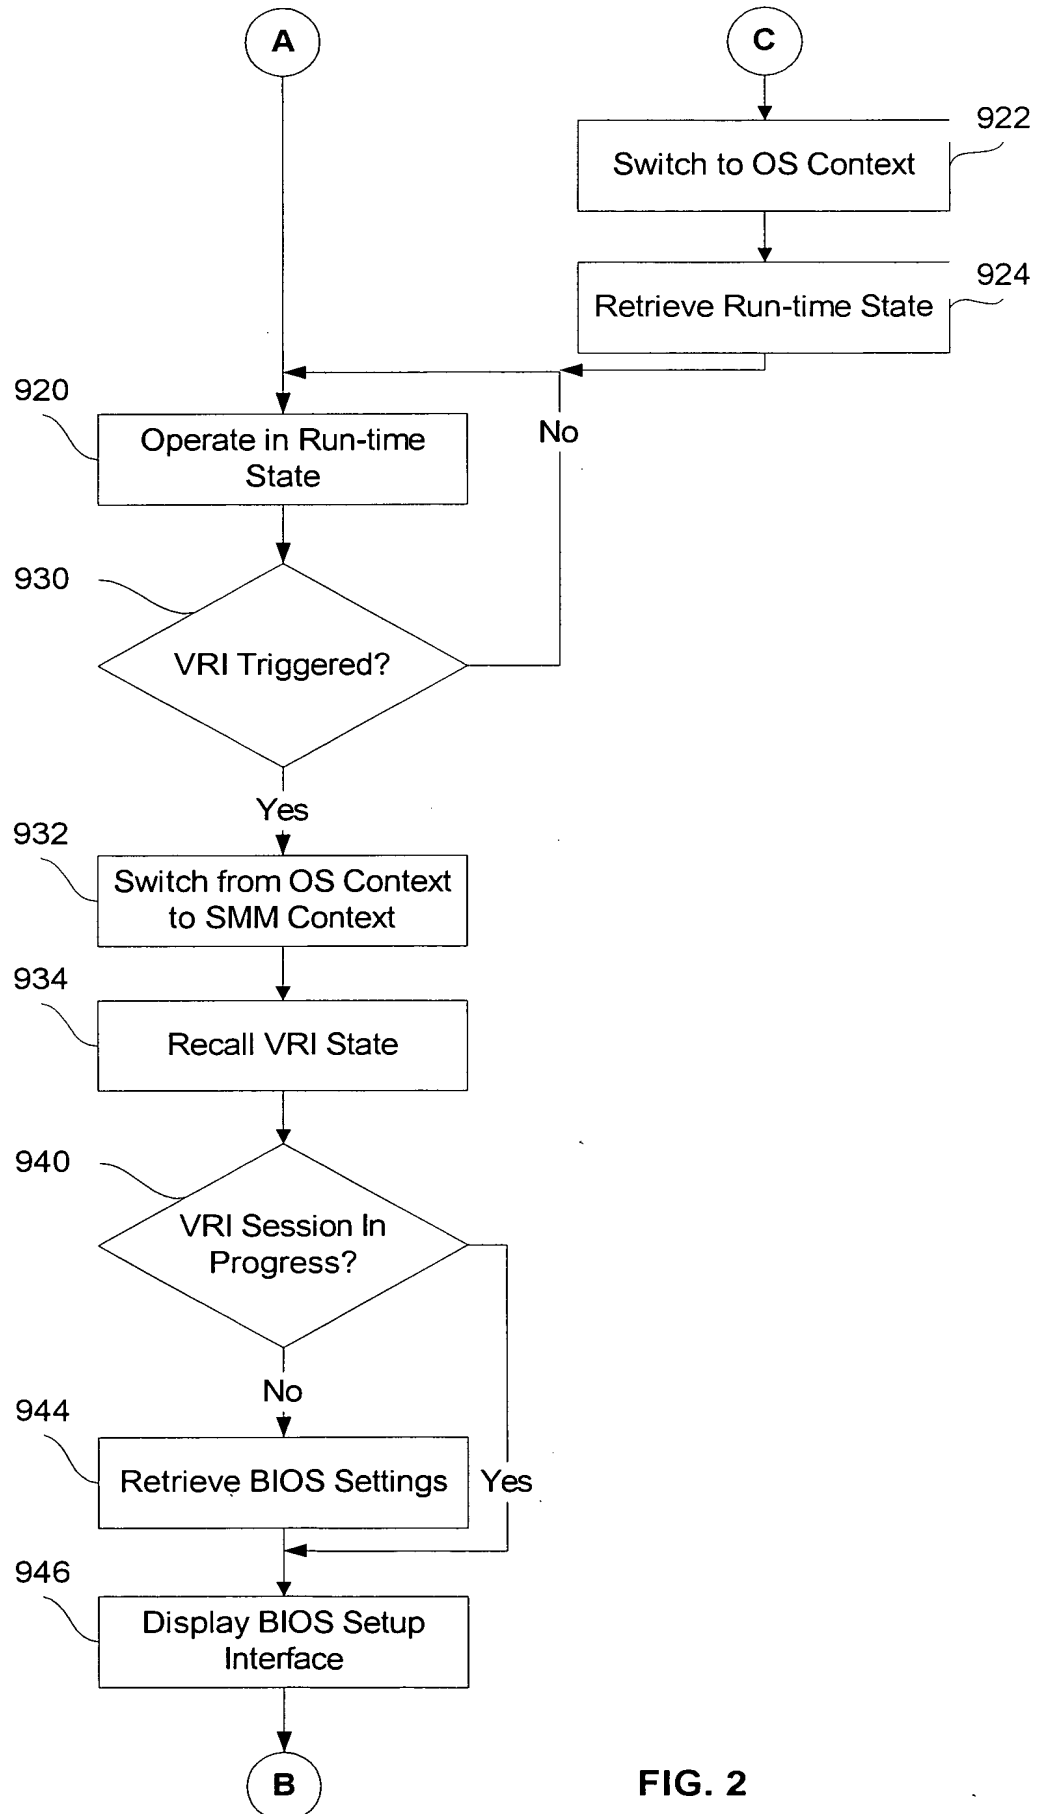 A
C
922
Switch to OS Context
924
Retrieve Run-time State
920
Operate in Run-time
State
No
930
VRI Triggered?
Yes
932
Switch from OS Context
to SMM Context
934
Recall VRI State
940
VRI Session In
Progress?
No
944
Retrieve BIOS Settings
Yes
946
Display BIOS Setup
Interface
B
FIG. 2